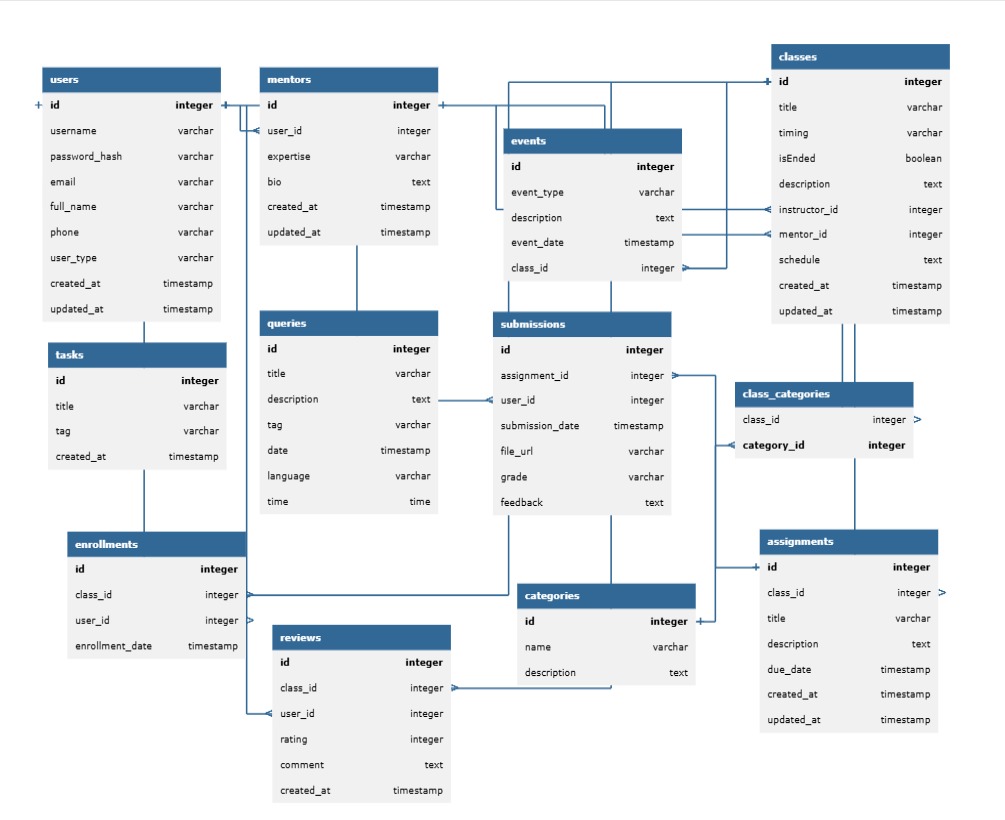 users
id integer
username varchar
password_hash varchar
email varchar
full_name varchar
phone varchar
user_type varchar
created_at timestamp
updated_at timestamp
mentors
id integer
user_id integer
expertise varchar
bio text
created_at timestamp
updated_at timestamp
classes
id integer
title varchar
timing varchar
isEnded boolean
description text
instructor_id integer
mentor_id integer
schedule text
created_at timestamp
updated_at timestamp
events
id integer
event_type varchar
description text
event_date timestamp
class_id integer
tasks
id integer
title varchar
tag varchar
created_at timestamp
queries
id integer
title varchar
description text
tag varchar
date timestamp
language varchar
time time
submissions
id integer
assignment_id integer
user_id integer
submission_date timestamp
file_url varchar
grade varchar
feedback text
class_categories
class_id integer
category_id integer
enrollments
id integer
class_id integer
user_id integer
enrollment_date timestamp
reviews
id integer
class_id integer
user_id integer
rating integer
comment text
created_at timestamp
categories
id integer
name varchar
description text
assignments
id integer
class_id integer
title varchar
description text
due_date timestamp
created_at timestamp
updated_at timestamp